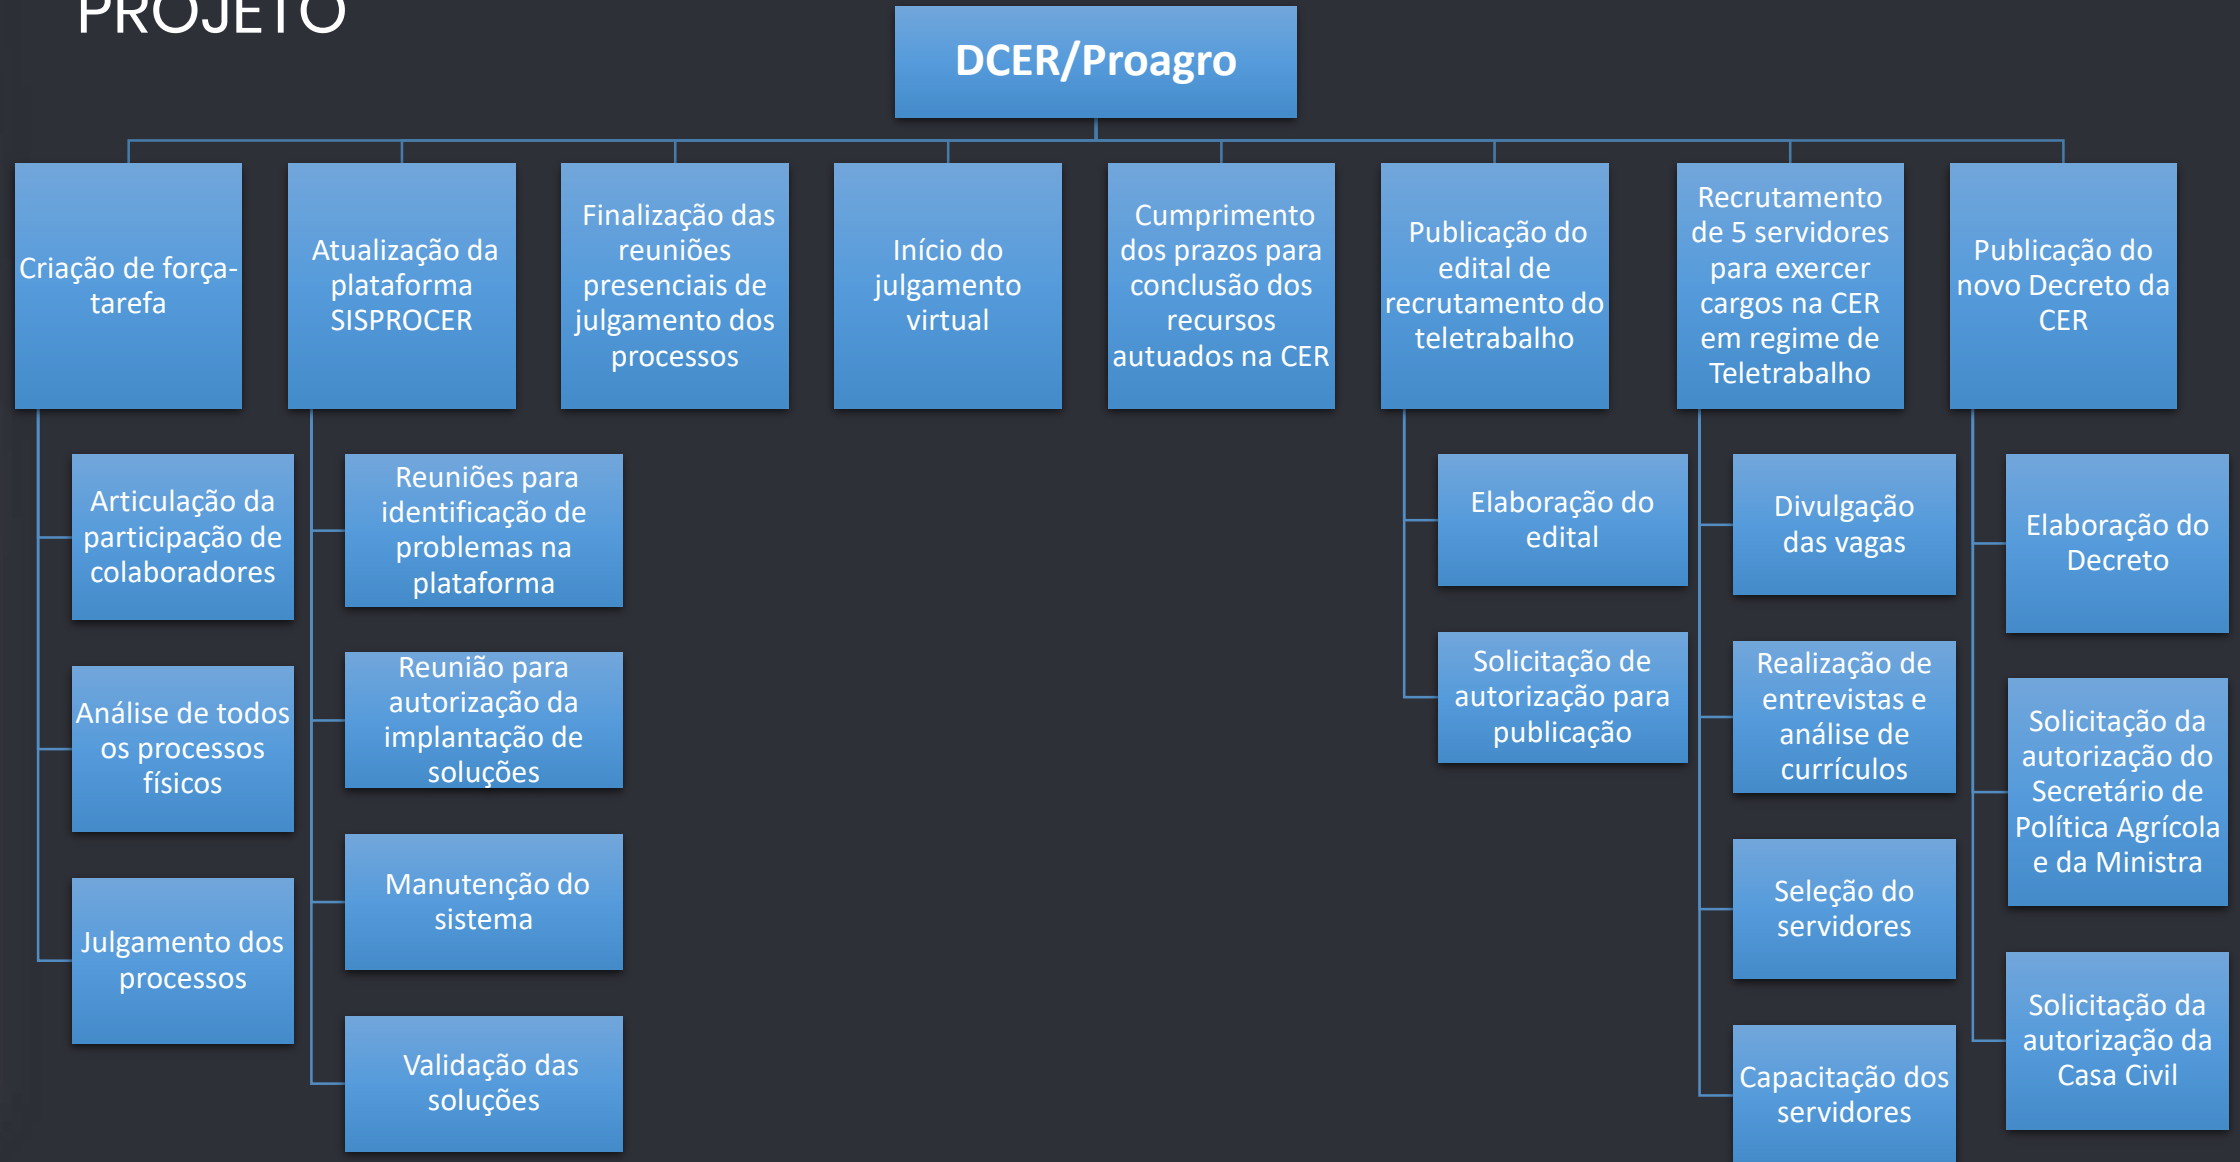 PROJETO
DCER/Proagro
Criação de força-
tarefa
Atualização da
plataforma
SISPROCER
Finalização das
reuniões
presenciais de
julgamento dos
processos
Início do
julgamento
virtual
Cumprimento
dos prazos para
conclusão dos
recursos
autuados na CER
Publicação do
edital de
recrutamento do
teletrabalho
Recrutamento
de 5 servidores
para exercer
cargos na CER
em regime de
Teletrabalho
Publicação do
novo Decreto da
CER
Articulação da
participação de
colaboradores
Análise de todos
os processos
físicos
Julgamento dos
processos
Reuniões para
identificação de
problemas na
plataforma
Reunião para
autorização da
implantação de
soluções
Manutenção do
sistema
Validação das
soluções
Elaboração do
edital
Solicitação de
autorização para
publicação
Divulgação
das vagas
Realização de
entrevistas e
análise de
currículos
Seleção do
servidores
Capacitação dos
servidores
Elaboração do
Decreto
Solicitação da
autorização do
Secretário de
Política Agrícola
e da Ministra
Solicitação da
autorização da
Casa Civil